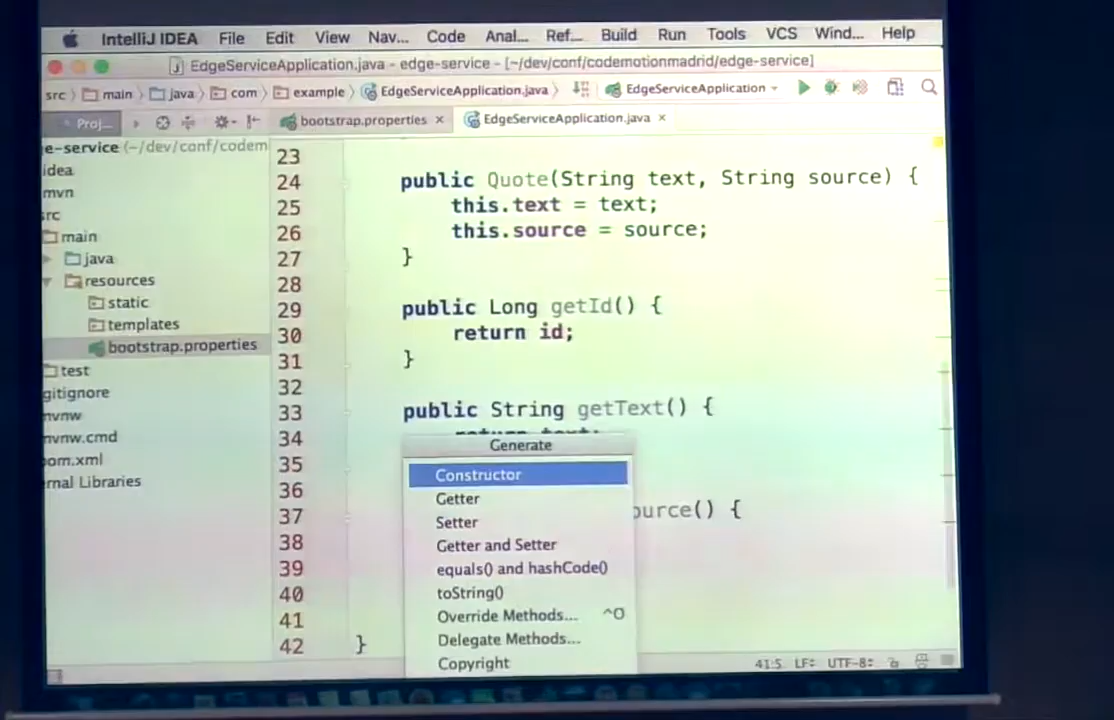 IntelliJ IDEA File Edit View Nav... Code Anal... Ref... Build Run Tools VCS Wind... Help
EdgeServiceApplication.java - edge-service - [~/dev/conf/codemotionmadrid/edge-service]
src main java com example EdgeServiceApplication.java EdgeServiceApplication
Proj... bootstrap.properties × EdgeServiceApplication.java ×
e-service (~/dev/conf/codem
idea
mvn
src
main
java
resources
static
templates
bootstrap.properties
test
gitignore
mvnw
mvnw.cmd
om.xml
rnal Libraries
23
24 public Quote(String text, String source) {
25 this.text = text;
26 this.source = source;
27 }
28
29 public Long getId() {
30 return id;
31 }
32
33 public String getText() {
34 return text;
35
36
37 ource() {
38
39
40
41
42 }
Generate
Constructor
Getter
Setter
Getter and Setter
equals() and hashCode()
toString()
Override Methods... ^O
Delegate Methods...
Copyright
41:5 LF÷ UTF-8÷